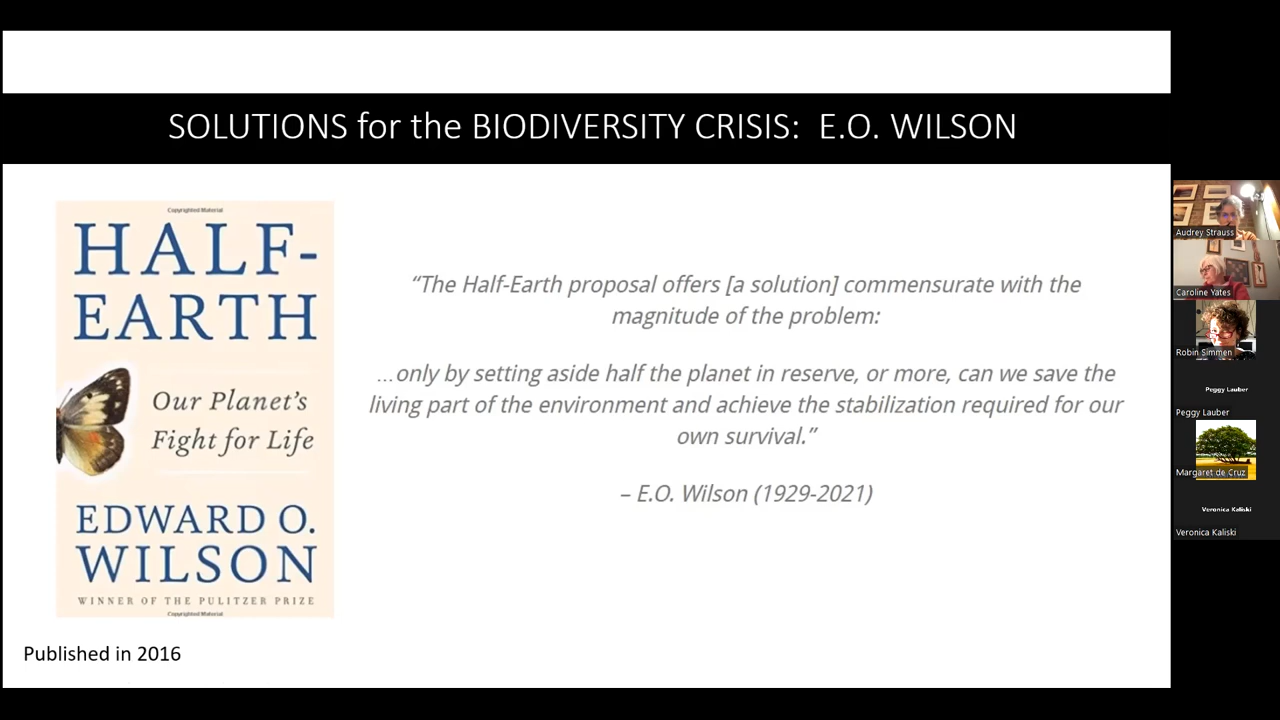 SOLUTIONS for the BIODIVERSITY CRISIS: E.O. WILSON
Copyrighted Material
HALF-
EARTH
Our Planet's
Fight for Life
EDWARD O.
WILSON
WINNER OF THE PULITZER PRIZE
Copyrighted Material
Published in 2016
“The Half-Earth proposal offers [a solution] commensurate with the
magnitude of the problem:
…only by setting aside half the planet in reserve, or more, can we save the
living part of the environment and achieve the stabilization required for our
own survival.”
– E.O. Wilson (1929-2021)
Audrey Strauss
Caroline Yates
Robin Simmen
Peggy Lauber
Peggy Lauber
Margaret de Cruz
Veronica Kaliski
Veronica Kaliski